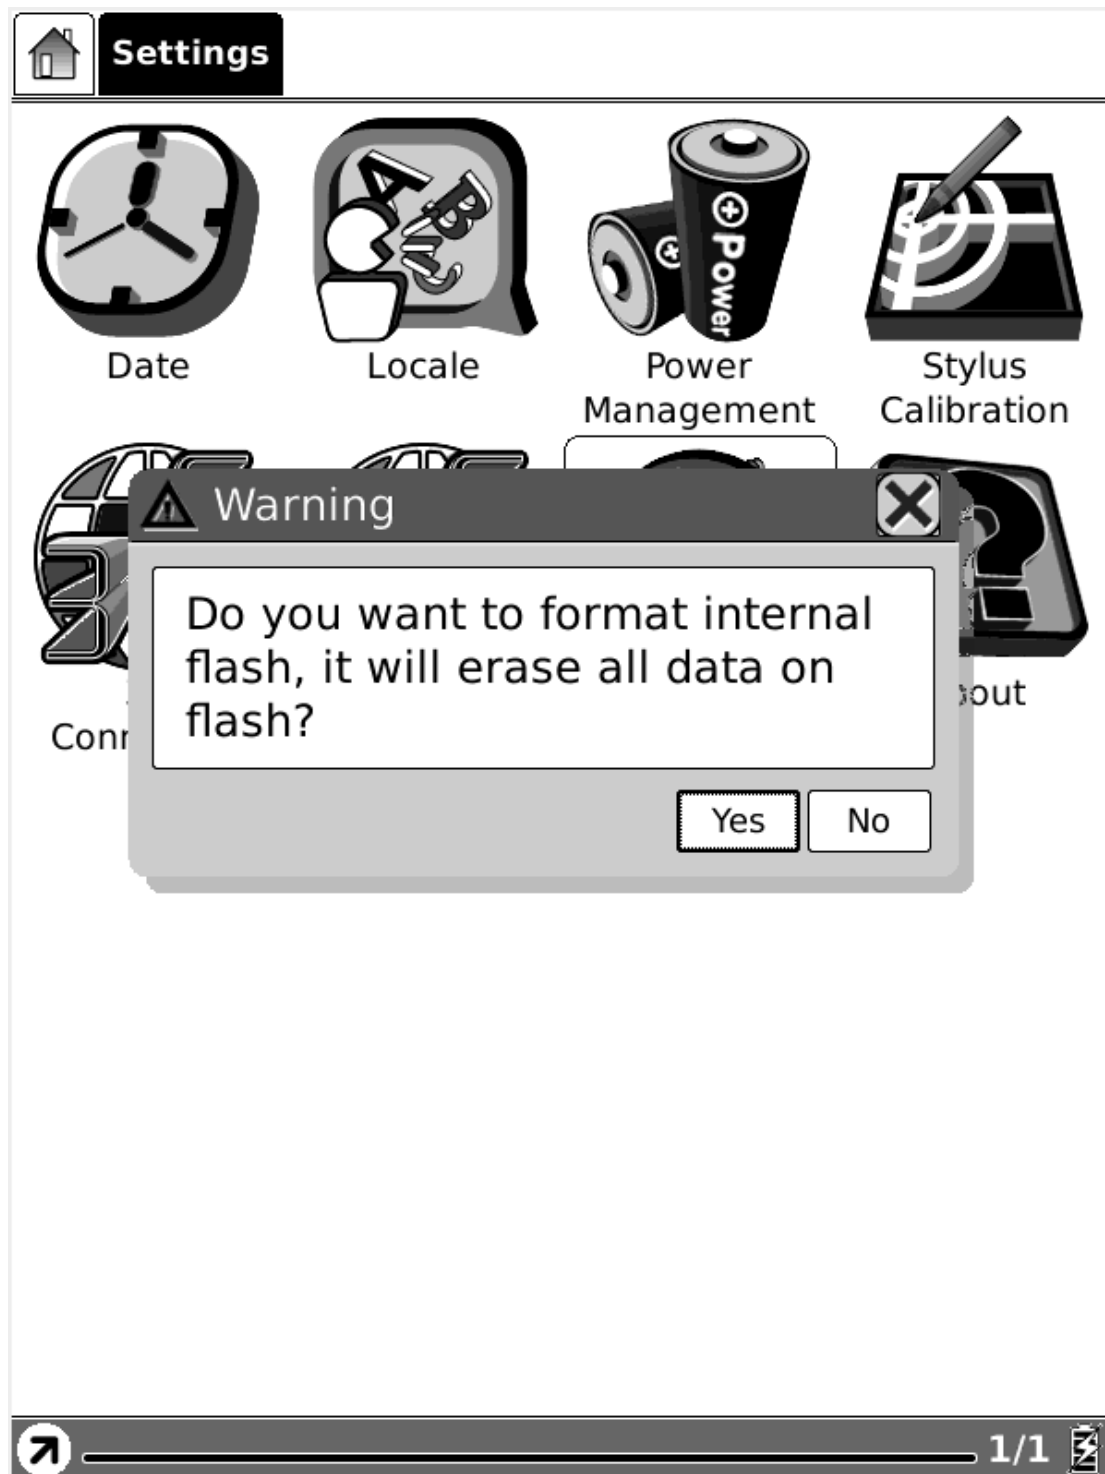 Settings
Power
Date
Locale
Power
Management
Stylus
Calibration
Warning
Do you want to format internal
flash, it will erase all data on
flash?
Yes
No
1/1